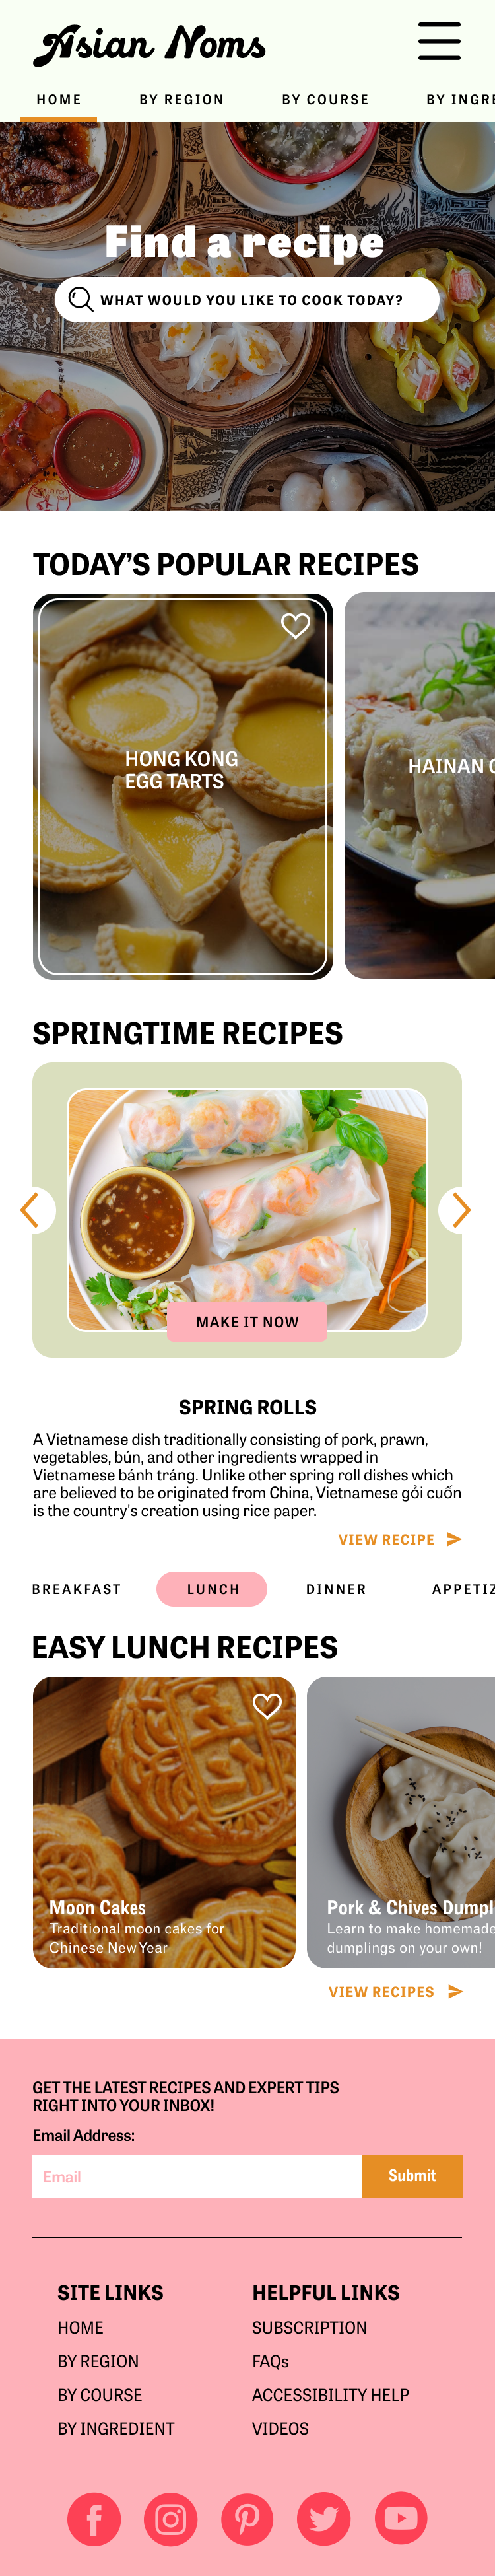 Asian Noms
HOME BY REGION BY COURSE BY INGRE
Find a recipe
WHAT WOULD YOU LIKE TO COOK TODAY?
TODAY'S POPULAR RECIPES
HONG KONG
EGG TARTS
HAINAN
SPRINGTIME RECIPES
MAKE IT NOW
SPRING ROLLS
A Vietnamese dish traditionally consisting of pork, prawn,
vegetables, bún, and other ingredients wrapped in
Vietnamese bánh tráng. Unlike other spring roll dishes which
are believed to be originated from China, Vietnamese gỏi cuốn
is the country's creation using rice paper.
VIEW RECIPE
BREAKFAST LUNCH DINNER APPETIZ
EASY LUNCH RECIPES
Moon Cakes
Traditional moon cakes for
Chinese New Year
Pork & Chives Dumpl
Learn to make homemade
dumplings on your own!
VIEW RECIPES
GET THE LATEST RECIPES AND EXPERT TIPS
RIGHT INTO YOUR INBOX!
Email Address:
Email
Submit
SITE LINKS
HOME
BY REGION
BY COURSE
BY INGREDIENT
HELPFUL LINKS
SUBSCRIPTION
FAQs
ACCESSIBILITY HELP
VIDEOS